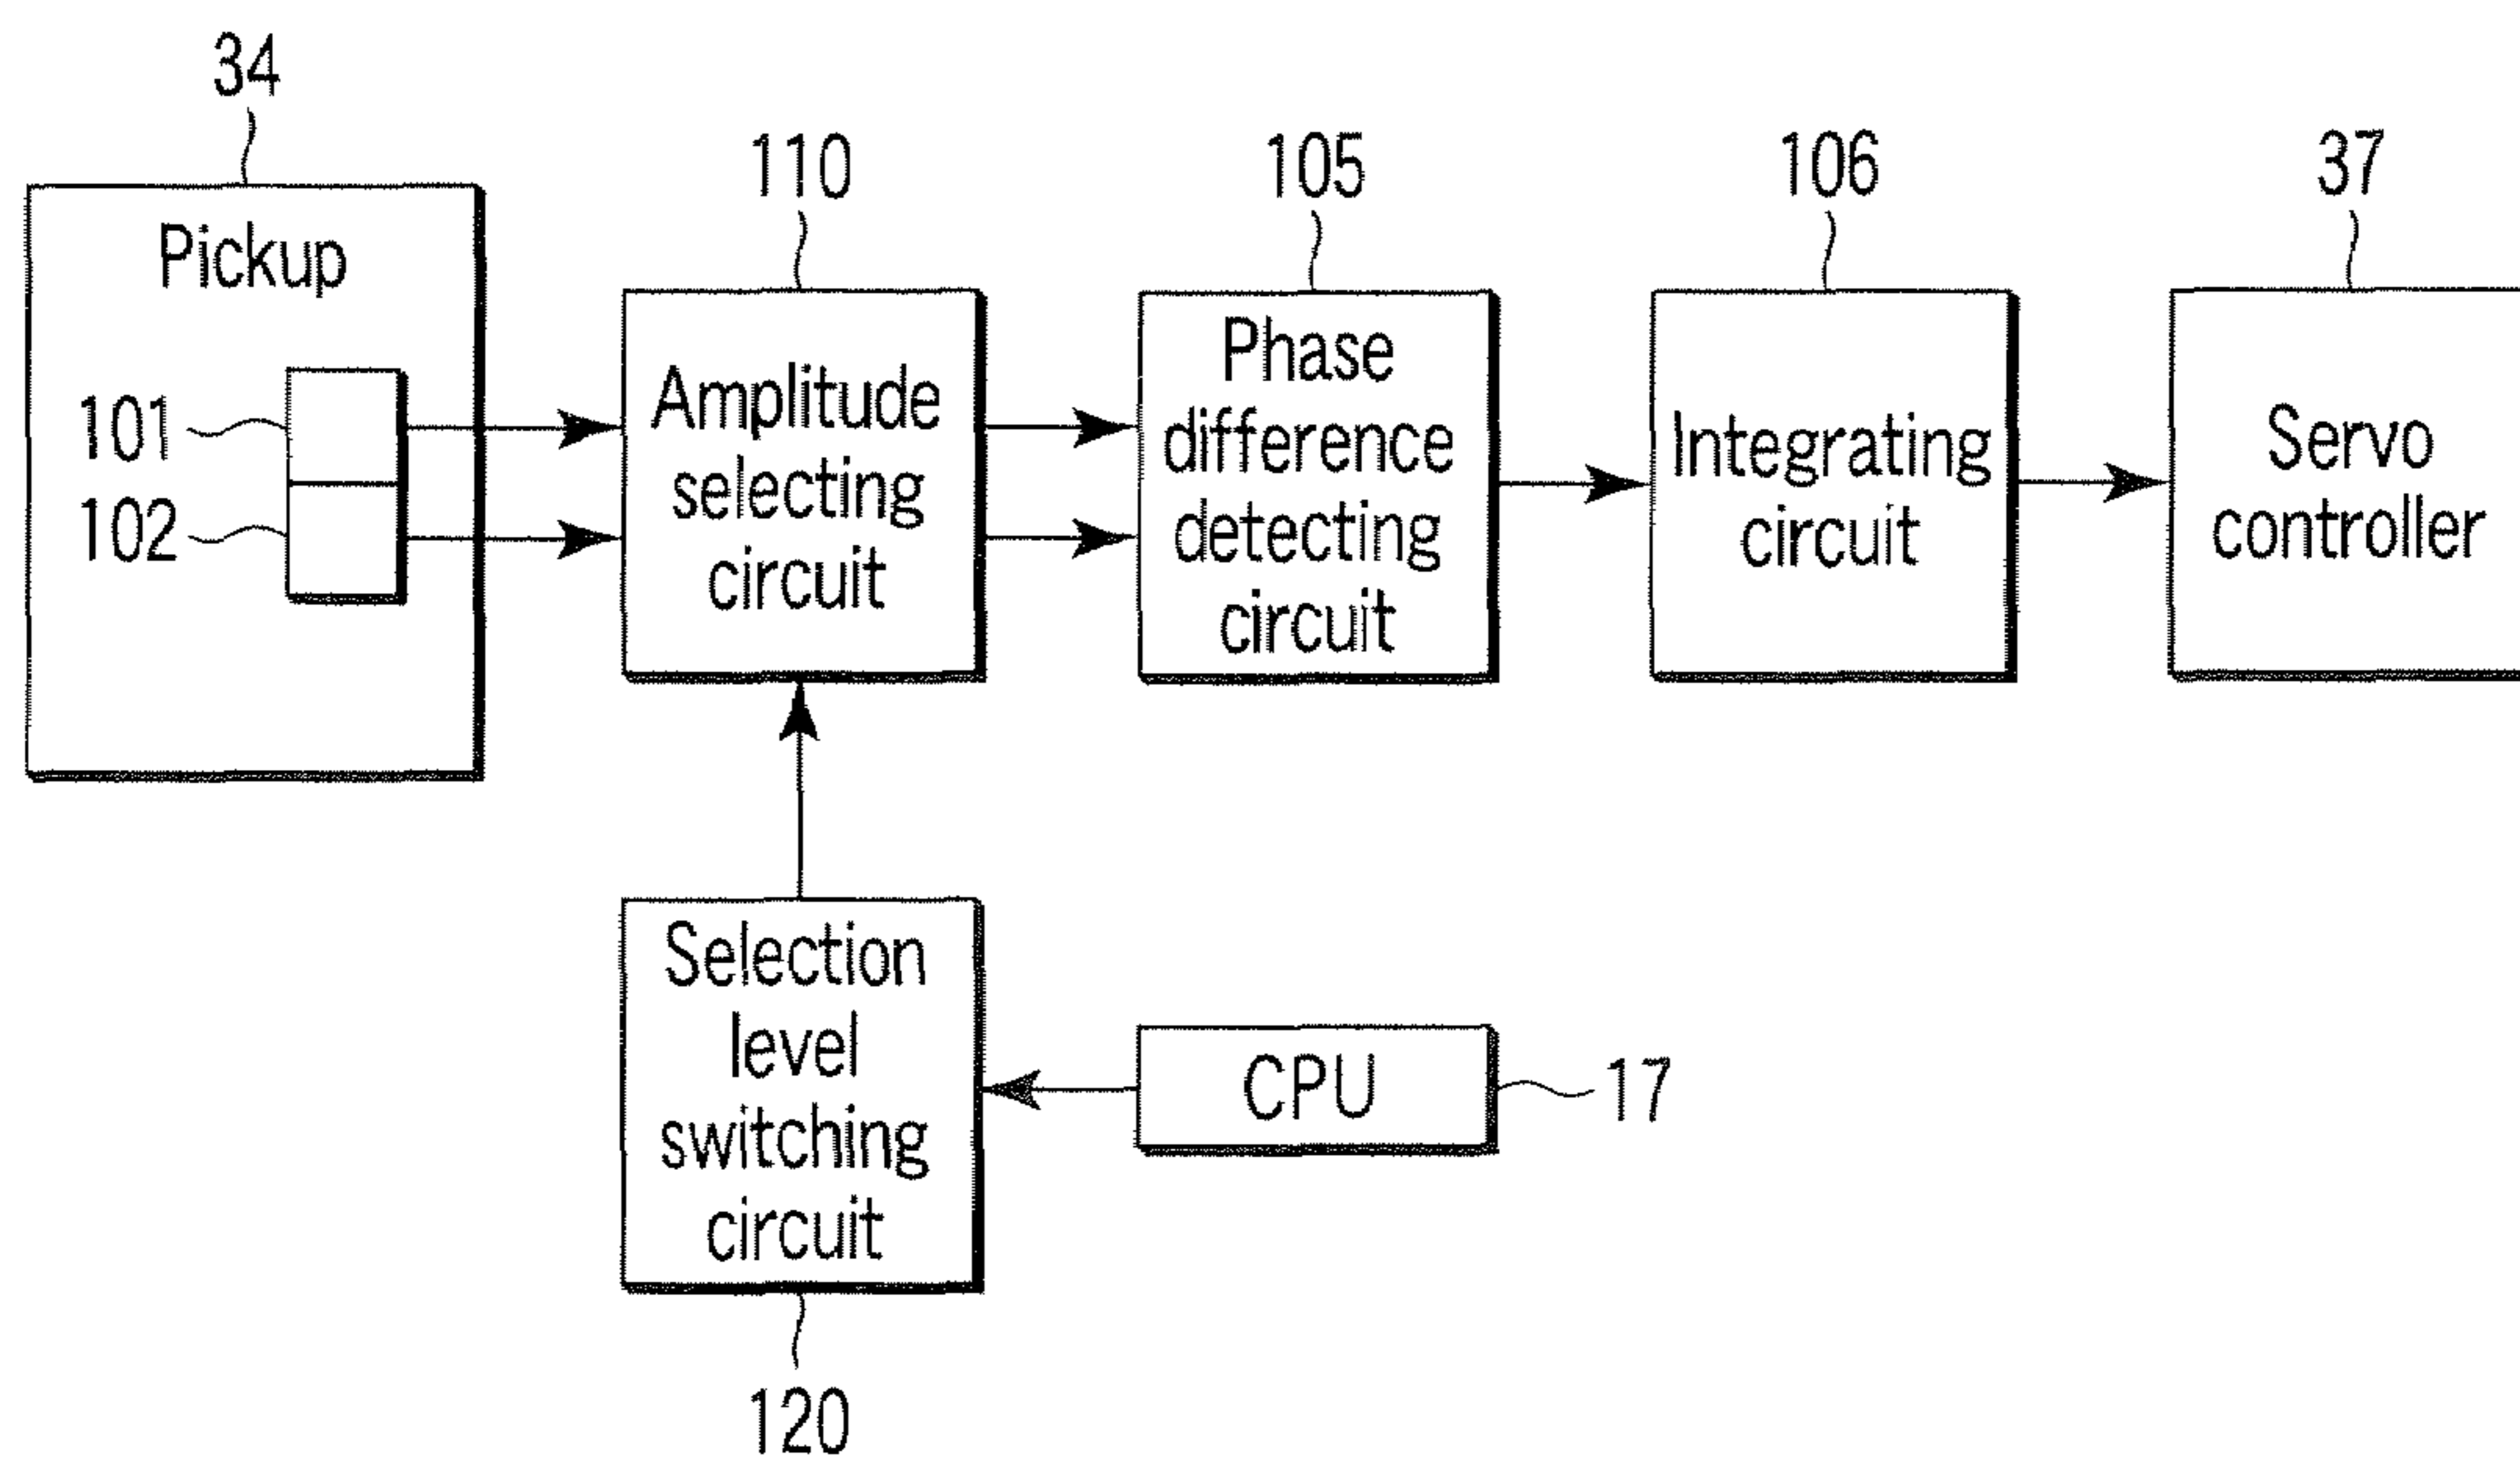 34
Pickup
101
102
110
Amplitude
selecting
circuit
105
Phase
difference
detecting
circuit
106
Integrating
circuit
37
Servo
controller
Selection
level
switching
circuit
120
CPU
17